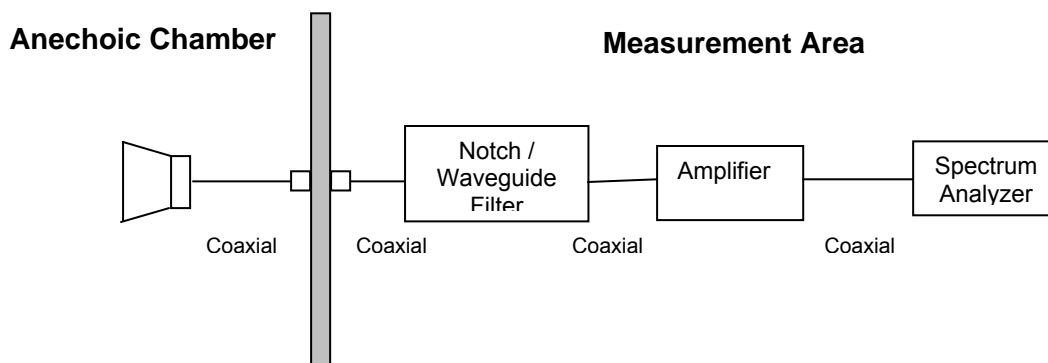 Anechoic Chamber
Measurement Area
Notch /
Waveguide
Filter
Amplifier
Spectrum
Analyzer
Coaxial
Coaxial
Coaxial
Coaxial